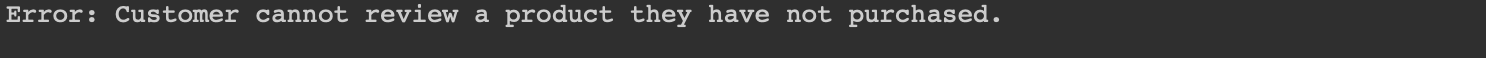 Error: Customer cannot review a product they have not purchased.